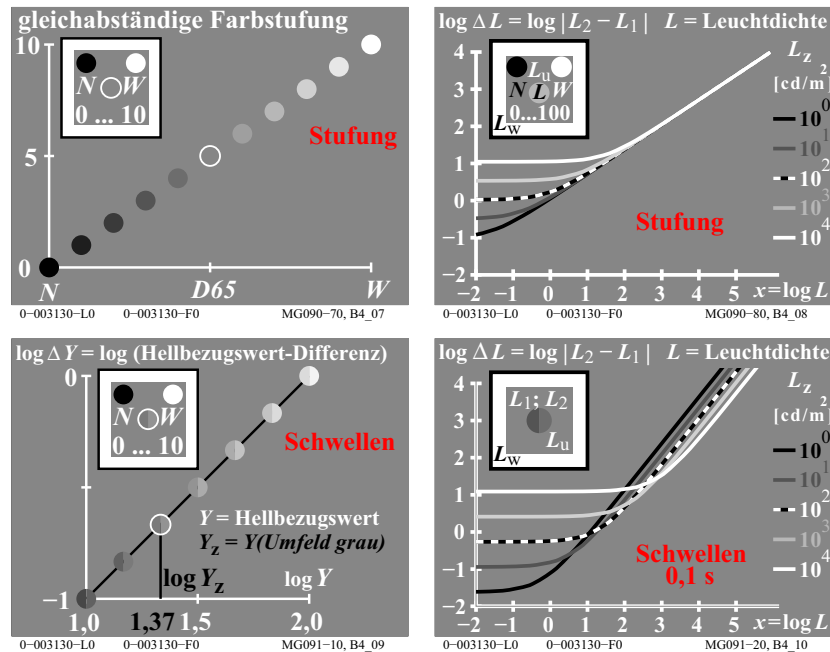 gleichabständige Farbstufung
10
N W
0 ... 10
Stufung
5
0
N D65 W
0-003130-L0 0-003130-F0 MG090-70, B4_07
log Δ L = log | L2 − L1 | L = Leuchtdichte
4
3
2
1
0
−1
−2
Lu
N L W
0...100
Lw
Lz
[cd/m2]
10^0
10^1
10^2
10^3
10^4
Stufung
−2 −1 0 1 2 3 4 5 x = log L
0-003130-L0 0-003130-F0 MG090-80, B4_08
log Δ Y = log (Hellbezugswert-Differenz)
0
N W
0 ... 10
Schwellen
Y = Hellbezugswert
Yz = Y(Umfeld grau)
log Yz log Y
−1
1,0 1,37 1,5 2,0
0-003130-L0 0-003130-F0 MG091-10, B4_09
log Δ L = log | L2 − L1 | L = Leuchtdichte
4
3
2
1
0
−1
−2
L1; L2
Lu
Lw
Lz
[cd/m2]
10^0
10^1
10^2
10^3
10^4
Schwellen
0,1 s
−2 −1 0 1 2 3 4 5 x = log L
0-003130-L0 0-003130-F0 MG091-20, B4_10